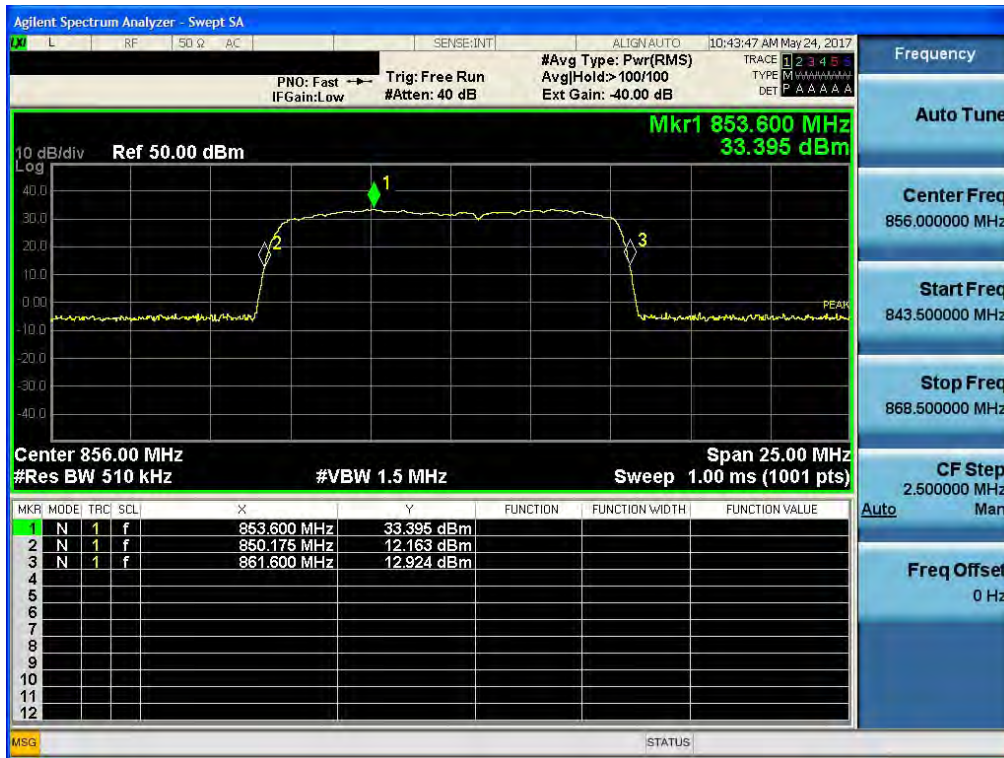 Agilent Spectrum Analyzer - Swept SA
LXI L RF 50 Ω AC SENSE:INT ALIGNAUTO 10:43:47 AM May 24, 2017
Frequency
PNO: Fast
IFGain:Low
Trig: Free Run
#Atten: 40 dB
#Avg Type: Pwr(RMS)
Avg|Hold:>100/100
Ext Gain: -40.00 dB
TRACE 1 2 3 4 5 6
TYPE M
DET P A A A A A
Auto Tune
Mkr1 853.600 MHz
33.395 dBm
10 dB/div Ref 50.00 dBm
Log
40.0
30.0
20.0
10.0
0.00
-10.0
-20.0
-30.0
-40.0
1
2
3
PEAK
Center Freq
856.000000 MHz
Start Freq
843.500000 MHz
Stop Freq
868.500000 MHz
Center 856.00 MHz Span 25.00 MHz
#Res BW 510 kHz #VBW 1.5 MHz Sweep 1.00 ms (1001 pts)
CF Step
2.500000 MHz
Auto Man
MKR MODE TRC SCL X Y FUNCTION FUNCTION WIDTH FUNCTION VALUE
1 N 1 f 853.600 MHz 33.395 dBm
2 N 1 f 850.175 MHz 12.163 dBm
3 N 1 f 861.600 MHz 12.924 dBm
4
5
6
7
8
9
10
11
12
Freq Offset
0 Hz
MSG STATUS